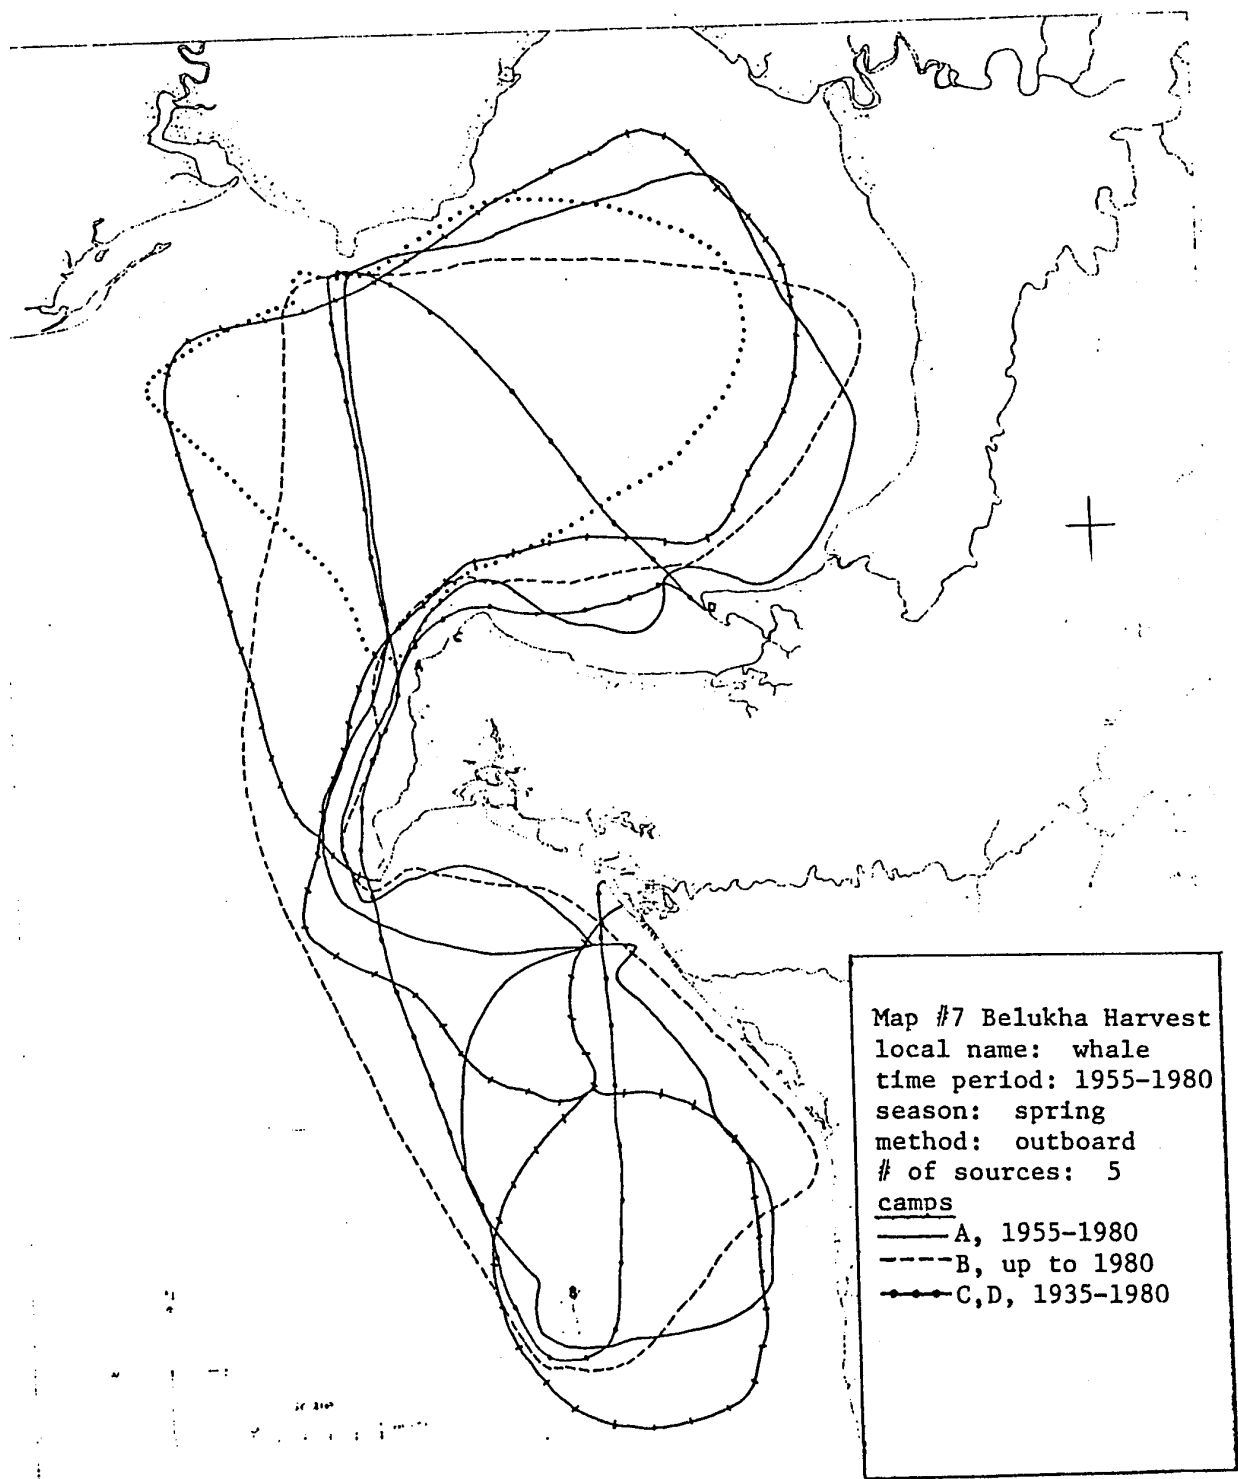 Map #7 Belukha Harvest
local name: whale
time period: 1955-1980
season: spring
method: outboard
# of sources: 5
camps
A, 1955-1980
B, up to 1980
C,D, 1935-1980